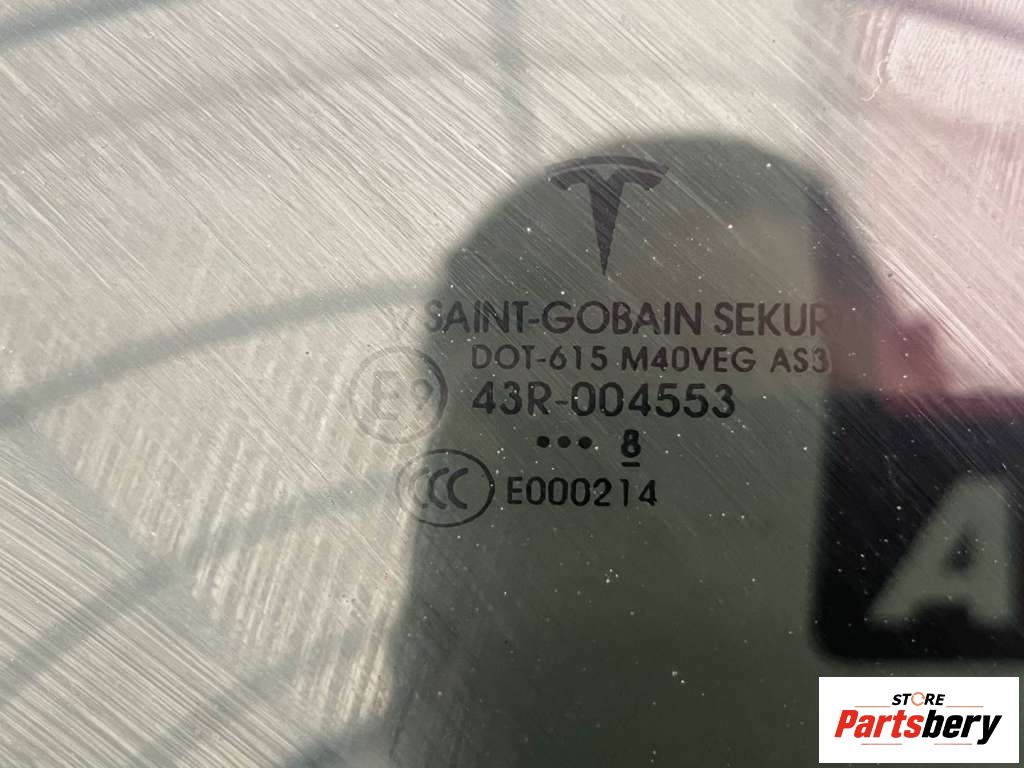 SAINT-GOBAIN SEKUR
DOT-615 M40VEG AS3
E9
43R-004553
••• 8
CCC E000214
A
STORE
Partsbery